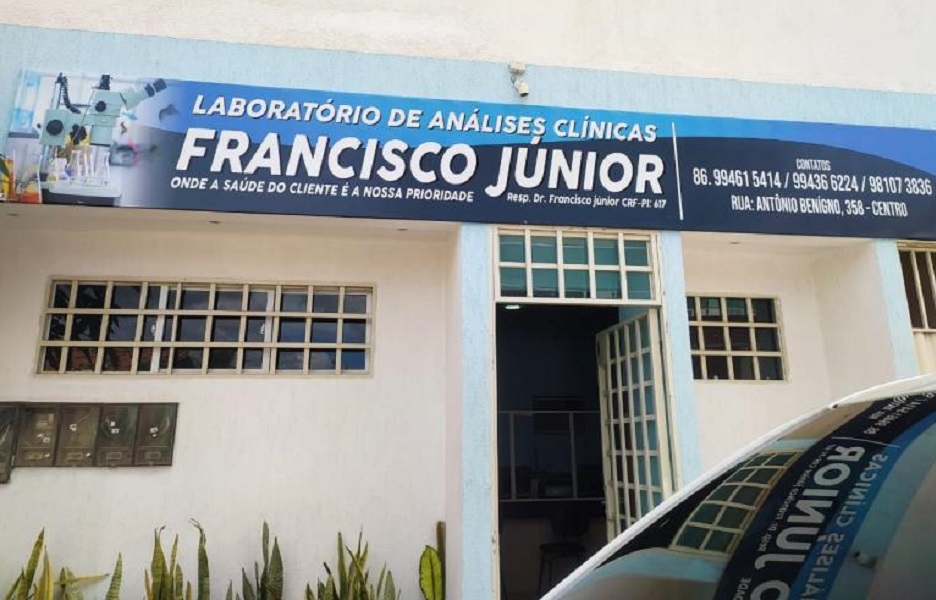 LABORATÓRIO DE ANÁLISES CLÍNICAS
FRANCISCO JÚNIOR
ONDE A SAÚDE DO CLIENTE É A NOSSA PRIORIDADE
Resp. Dr. Francisco júnior CRF-PI: 617
CONTATOS
86. 99461 5414 / 99436 6224 / 98107 3836
RUA: ANTÔNIO BENÍGNO, 358 - CENTRO